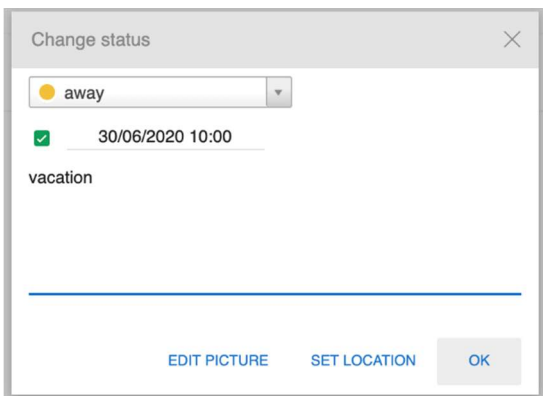 Change status
away
30/06/2020 10:00
vacation
EDIT PICTURE SET LOCATION OK